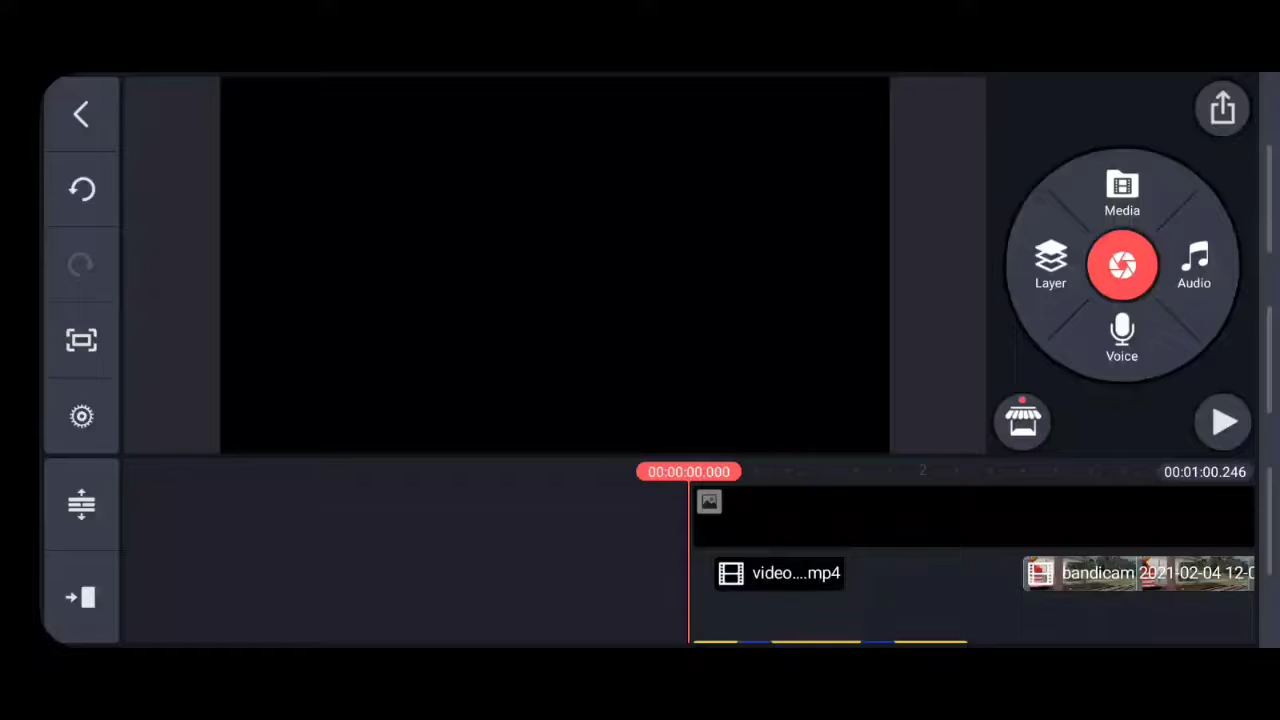 Media
Layer
Audio
Voice
00:00:00.000
2
00:01:00.246
video....mp4
bandicam 2021-02-04 12-0